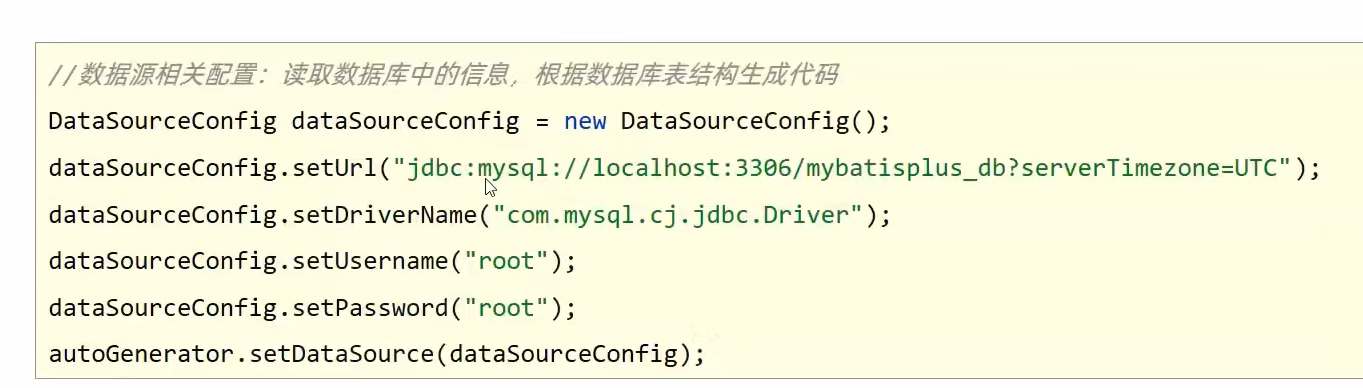 //数据源相关配置：读取数据库中的信息，根据数据库表结构生成代码
DataSourceConfig dataSourceConfig = new DataSourceConfig();
dataSourceConfig.setUrl("jdbc:mysql://localhost:3306/mybatisplus_db?serverTimezone=UTC");
dataSourceConfig.setDriverName("com.mysql.cj.jdbc.Driver");
dataSourceConfig.setUsername("root");
dataSourceConfig.setPassword("root");
autoGenerator.setDataSource(dataSourceConfig);